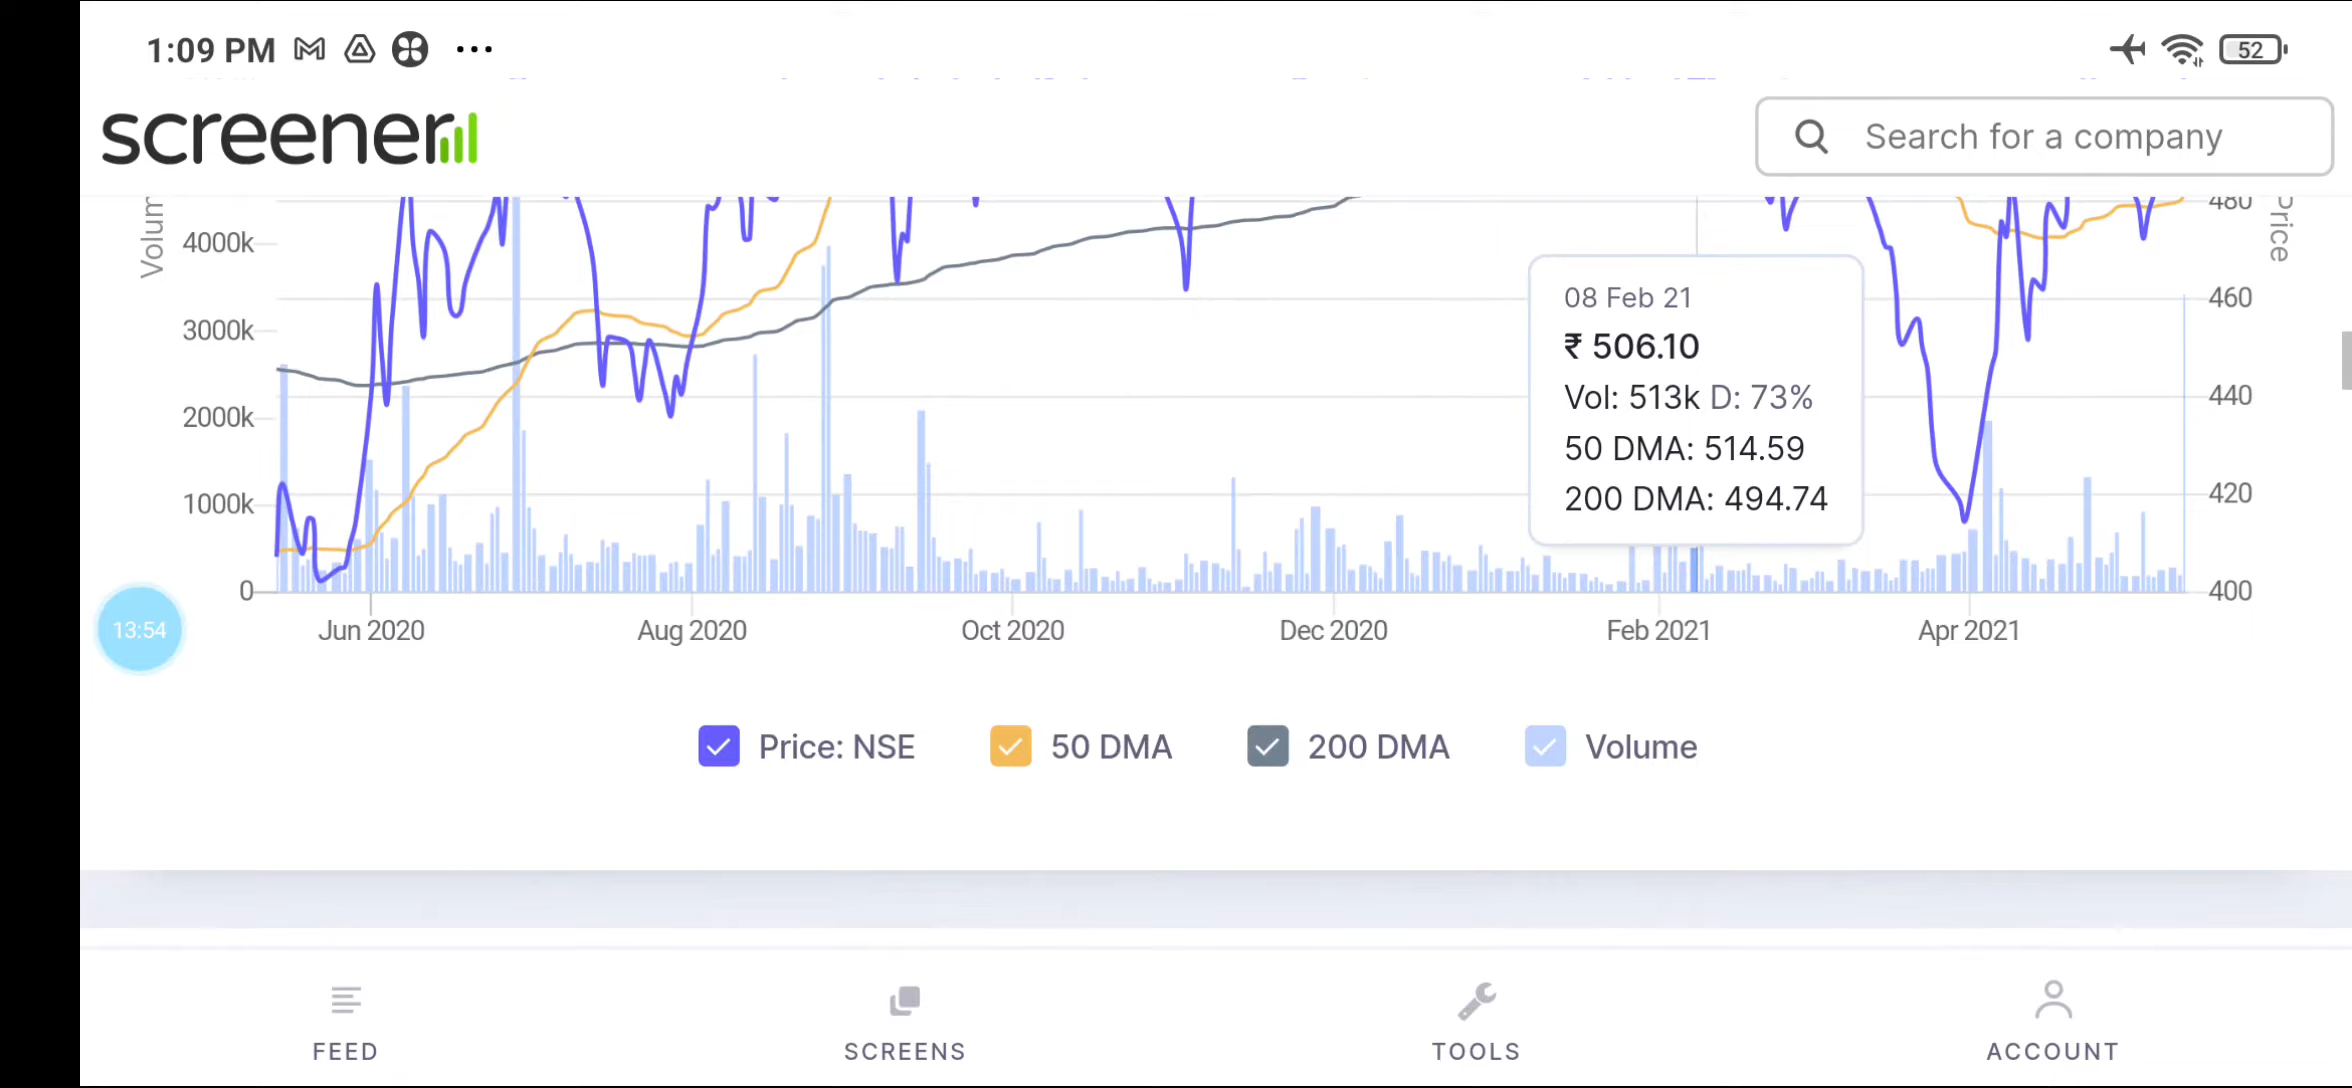 1:09 PM
52
screener
Search for a company
Volum
Price
4000k
3000k
2000k
1000k
0
480
460
440
420
400
08 Feb 21
₹ 506.10
Vol: 513k D: 73%
50 DMA: 514.59
200 DMA: 494.74
13:54
Jun 2020
Aug 2020
Oct 2020
Dec 2020
Feb 2021
Apr 2021
Price: NSE
50 DMA
200 DMA
Volume
FEED
SCREENS
TOOLS
ACCOUNT